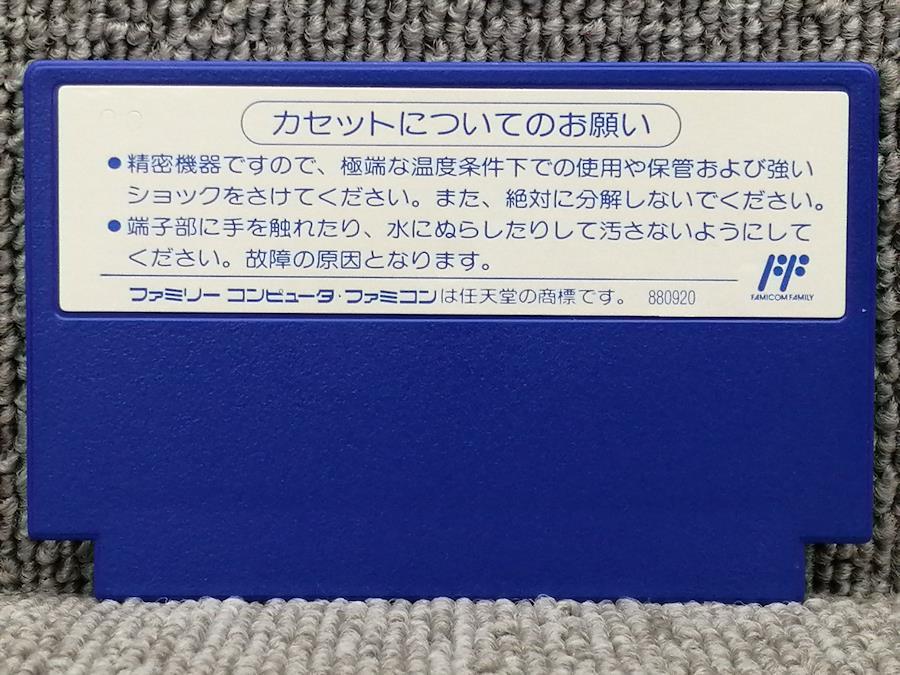 カセットについてのお願い
●精密機器ですので、極端な温度条件下での使用や保管および強い
ショックをさけてください。また、絶対に分解しないでください。
●端子部に手を触れたり、水にぬらしたりして汚さないようにして
ください。故障の原因となります。
ファミリー コンピュータ・ファミコンは任天堂の商標です。 880920
FAMICOM FAMILY